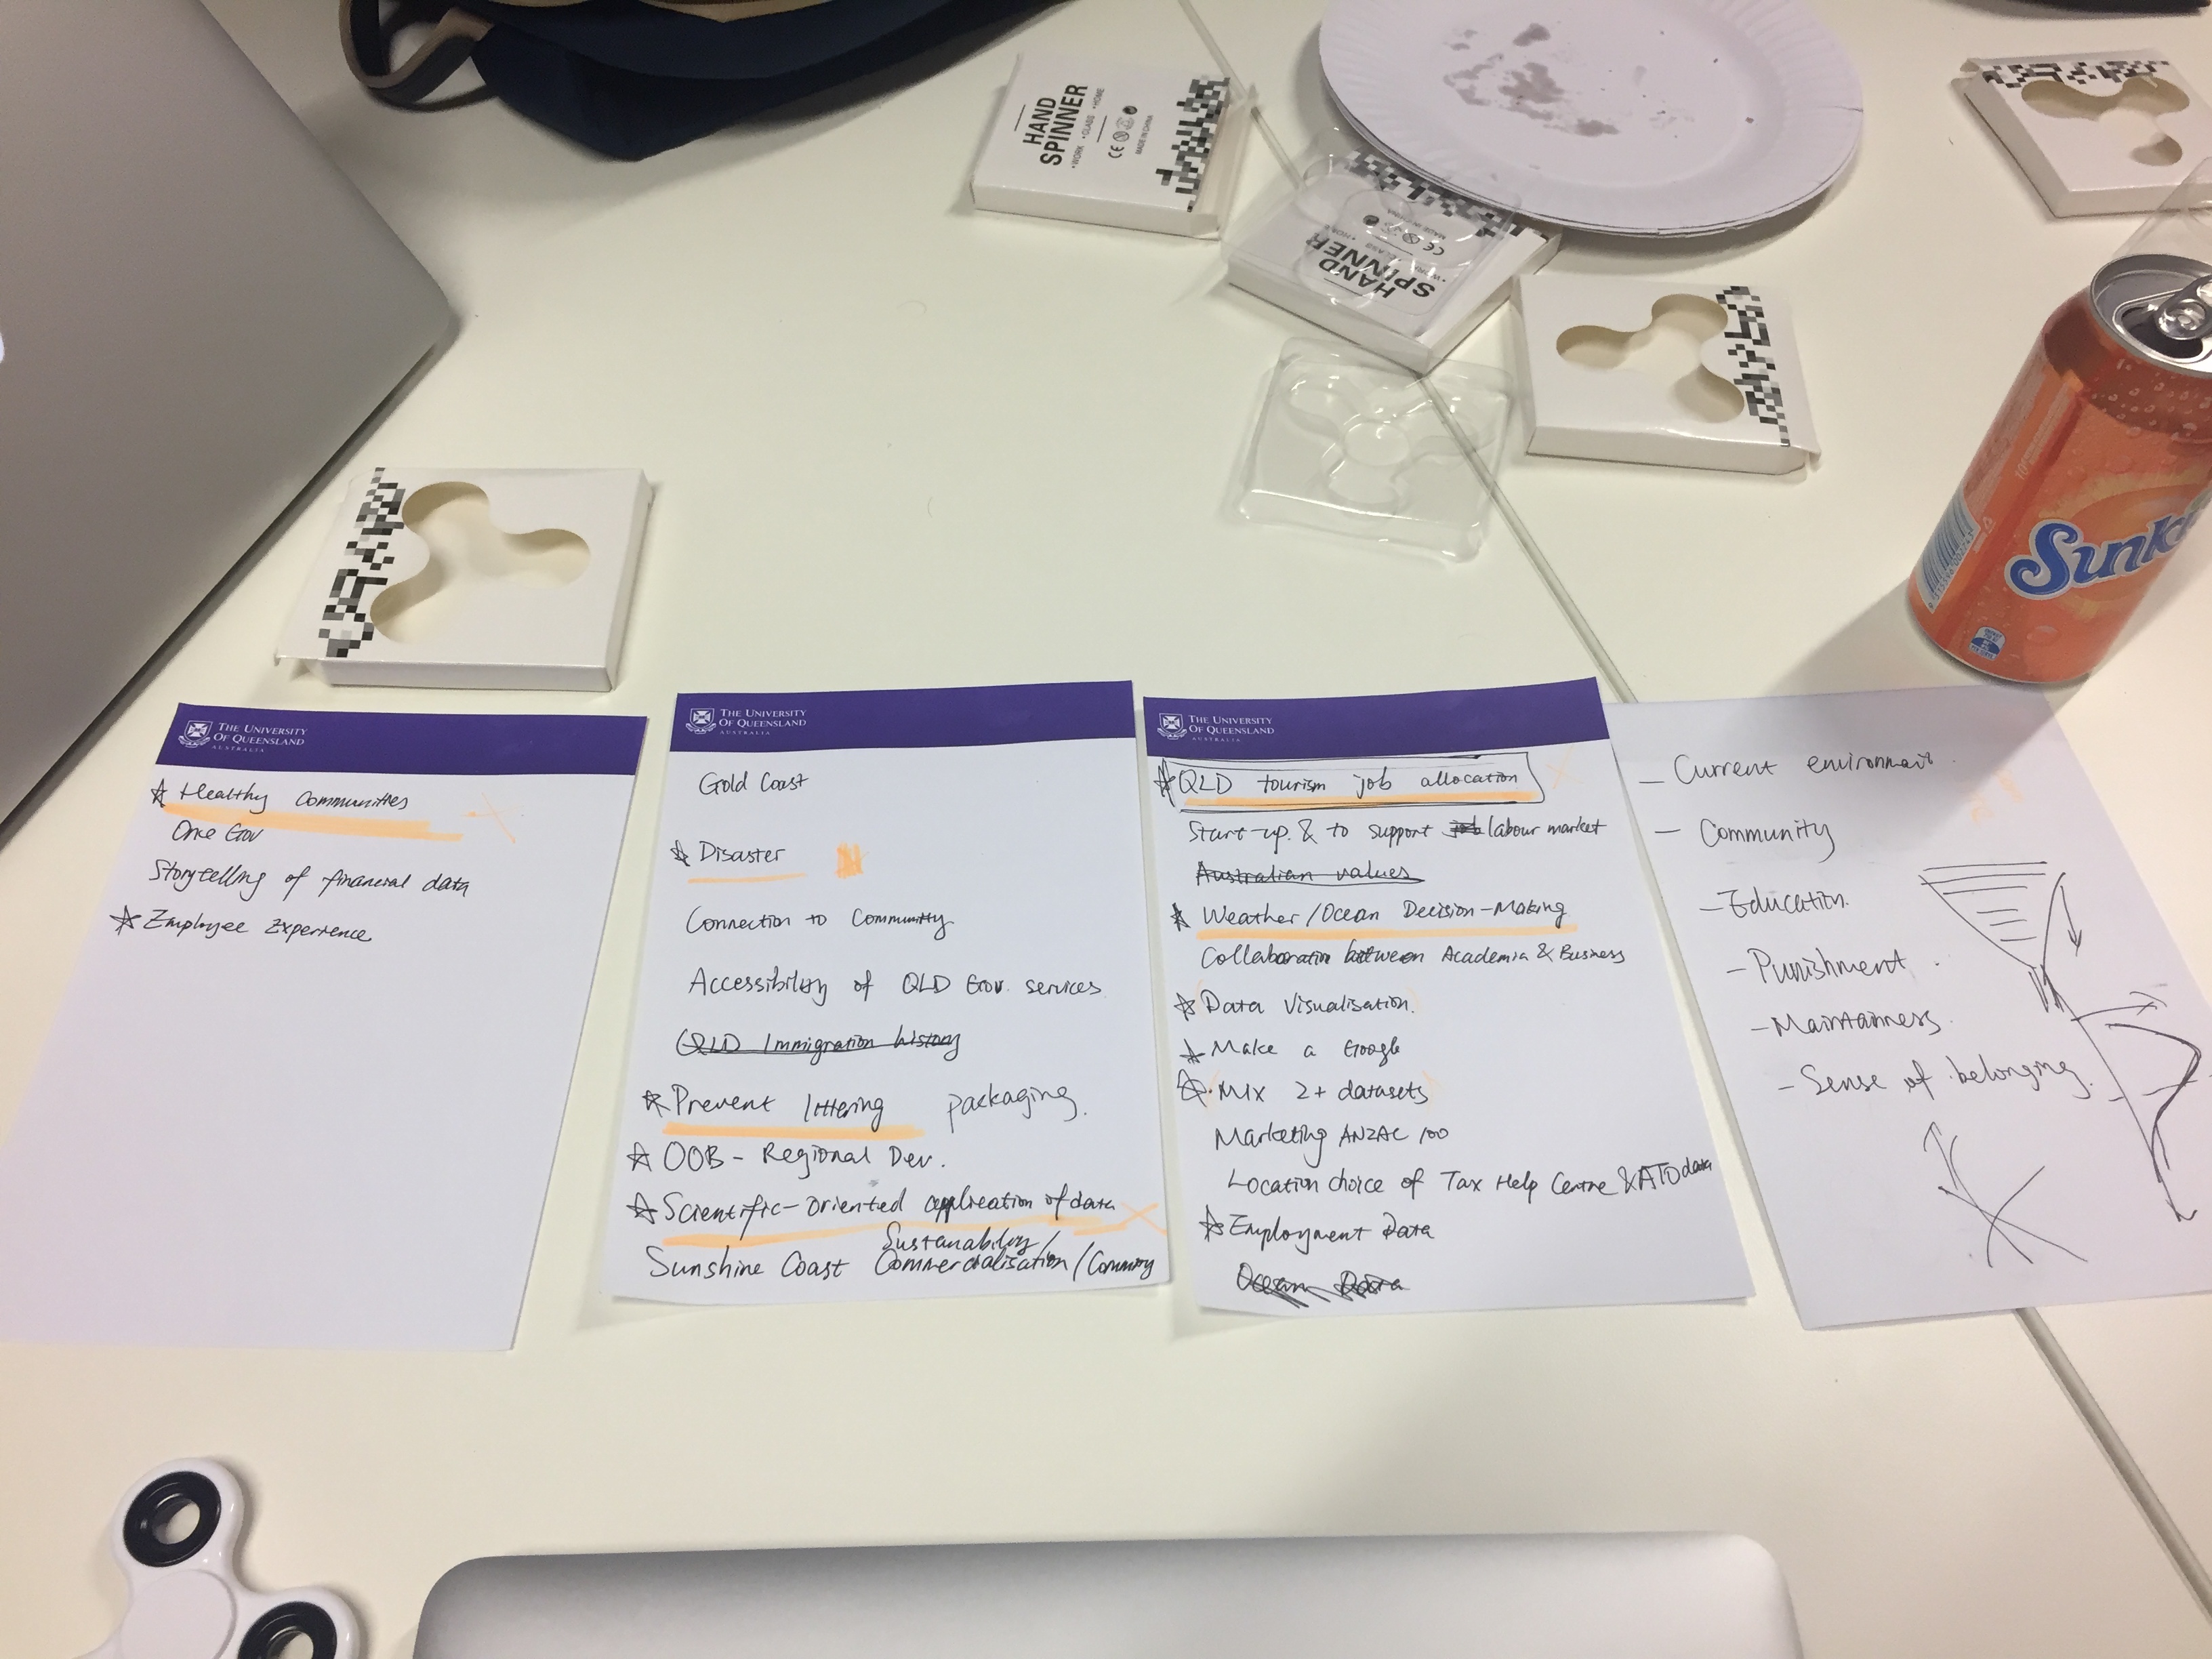 HAND
SPINNER
•WORK •CLASS •HOME
CE
MADE IN CHINA
HAND
SPINNER
CE
Sunk
THE UNIVERSITY
OF QUEENSLAND
AUSTRALIA
Healthy Communities
One Gov
Storytelling of financial data
Employee Experience
THE UNIVERSITY
OF QUEENSLAND
AUSTRALIA
Gold Coast
Disaster
Connection to Community
Accessibility of QLD Gov. services
QLD Immigration history
Prevent littering packaging.
OOB - Regional Dev.
Scientific-oriented application of data
Sustanability/
Sunshine Coast Commercialisation/Commny
THE UNIVERSITY
OF QUEENSLAND
AUSTRALIA
QLD tourism job allocation
Start-up. & to support labour market
Australian values
Weather/Ocean Decision-Making
Collaboration between Academia & Business
Data Visualisation.
Make a Google
Mix 2+ datasets
Marketing ANZAC 100
Location choice of Tax Help Centre & ATO data
Employment Data
Ocean Data
- Current environment.
- Community
- Education.
- Punishment.
- Maintainness.
- Sense of belonging.